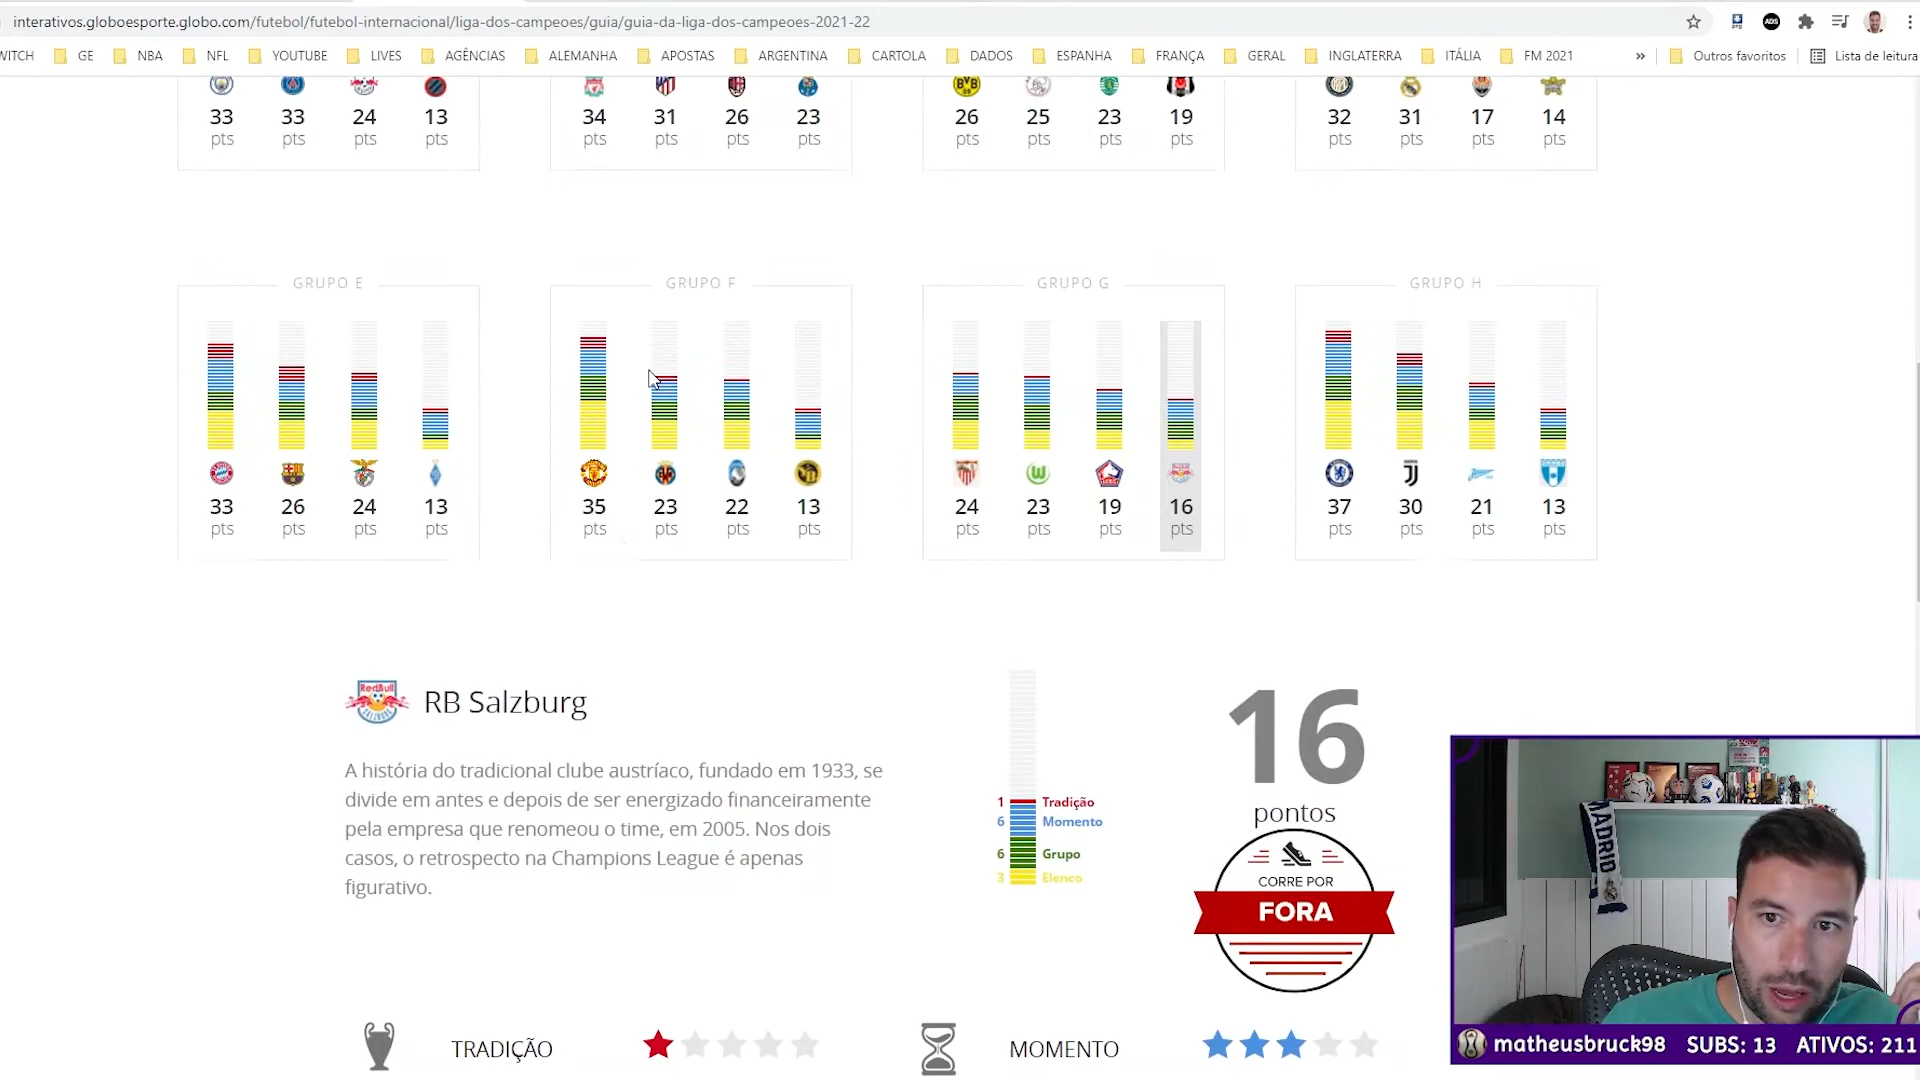 interativos.globoesporte.globo.com/futebol/futebol-internacional/liga-dos-campeoes/guia/guia-da-liga-dos-campeoes-2021-22
WITCH GE NBA NFL YOUTUBE LIVES AGÊNCIAS ALEMANHA APOSTAS ARGENTINA CARTOLA DADOS ESPANHA FRANÇA GERAL INGLATERRA ITÁLIA FM 2021 » Outros favoritos Lista de leitura
33 33 24 13 34 31 26 23 26 25 23 19 32 31 17 14
pts pts pts pts pts pts pts pts pts pts pts pts pts pts pts pts
GRUPO E GRUPO F GRUPO G GRUPO H
33 26 24 13 35 23 22 13 24 23 19 16 37 30 21 13
pts pts pts pts pts pts pts pts pts pts pts pts pts pts pts pts
RB Salzburg
A história do tradicional clube austríaco, fundado em 1933, se
divide em antes e depois de ser energizado financeiramente
pela empresa que renomeou o time, em 2005. Nos dois
casos, o retrospecto na Champions League é apenas
figurativo.
1 Tradição
6 Momento
6 Grupo
3 Elenco
16
pontos
CORRE POR
FORA
TRADIÇÃO MOMENTO
matheusbruck98 SUBS: 13 ATIVOS: 211